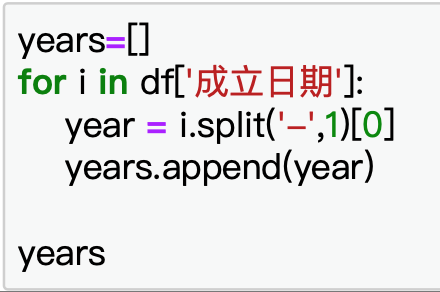 years=[]
for i in df['成立日期']:
    year = i.split('-',1)[0]
    years.append(year)

years